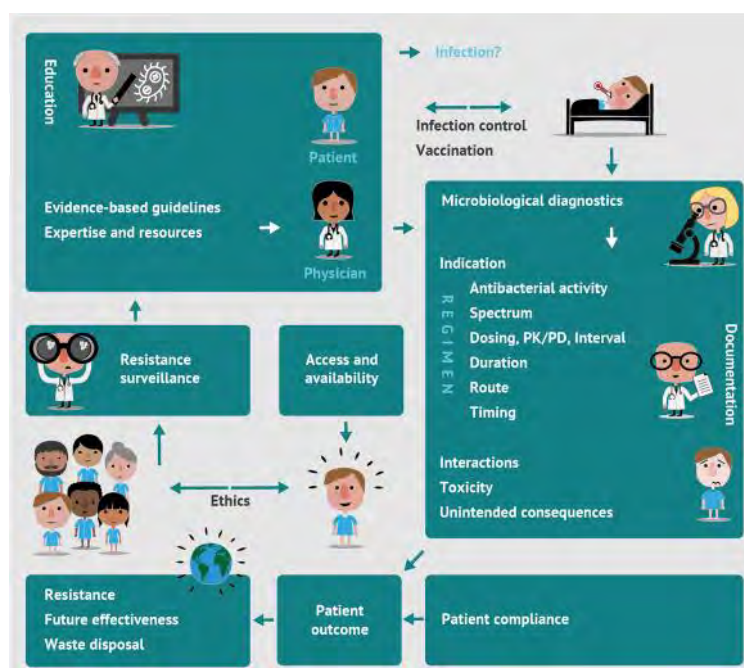 Education
Patient
Evidence-based guidelines
Expertise and resources
Physician
Infection?
Infection control
Vaccination
Microbiological diagnostics
Indication
REGIMEN
Antibacterial activity
Spectrum
Dosing, PK/PD, Interval
Duration
Route
Timing
Documentation
Interactions
Toxicity
Unintended consequences
Resistance
surveillance
Access and
availability
Ethics
Resistance
Future effectiveness
Waste disposal
Patient
outcome
Patient compliance